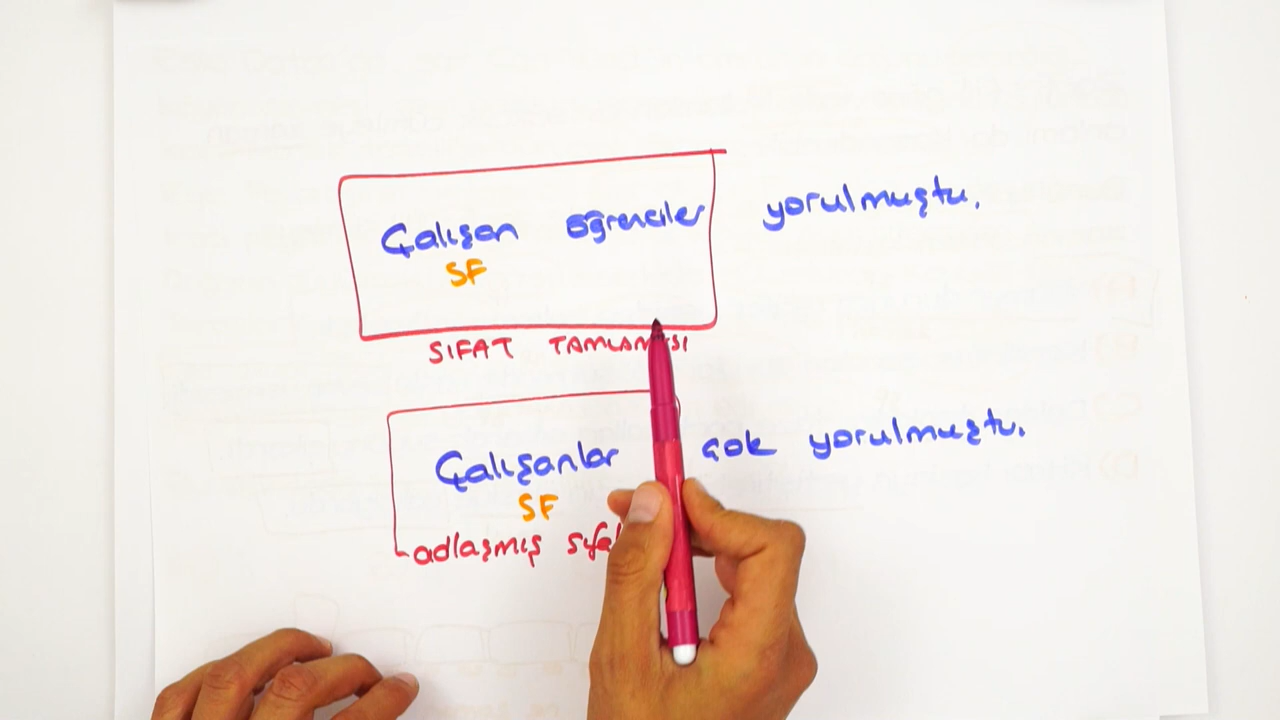 Çalışan öğrenciler yorulmuştu.
SF
SIFAT TAMLAMASI
Çalışanlar çok yorulmuştu.
SF
adlaşmış